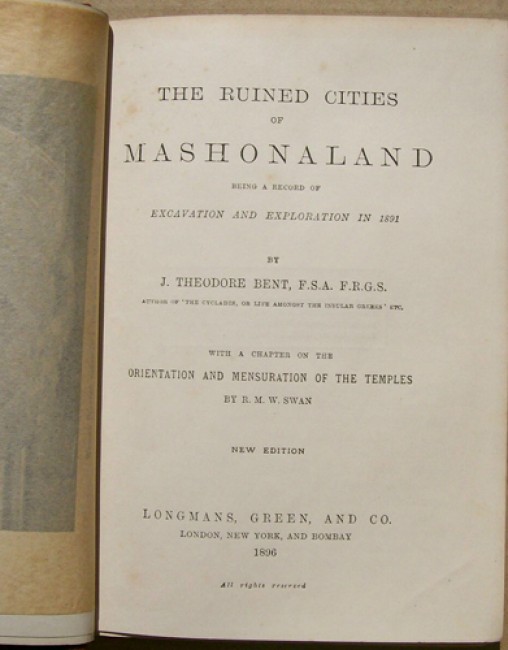 THE RUINED CITIES
OF
MASHONALAND
BEING A RECORD OF
EXCAVATION AND EXPLORATION IN 1891
BY
J. THEODORE BENT, F.S.A. F.R.G.S.
AUTHOR OF "THE CYCLADES, OR LIFE AMONGST THE INSULAR GREEKS" ETC.
WITH A CHAPTER ON THE
ORIENTATION AND MENSURATION OF THE TEMPLES
BY R. M. W. SWAN
NEW EDITION
LONGMANS, GREEN, AND CO.
LONDON, NEW YORK, AND BOMBAY
1896
All rights reserved